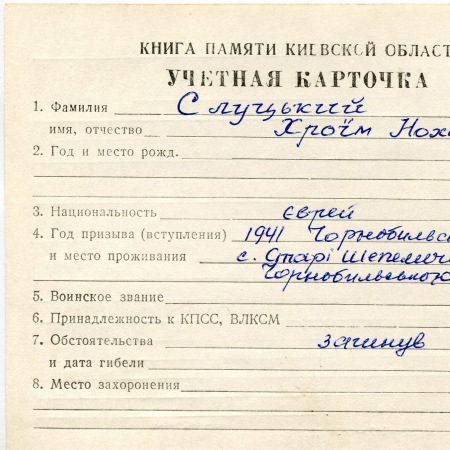 КНИГА ПАМЯТИ КИЕВСКОЙ ОБЛАСТ
УЧЕТНАЯ КАРТОЧКА
1. Фамилия Слуцький
имя, отчество Хроїм Нох
2. Год и место рожд.
3. Национальность єврей
4. Год призыва (вступления) 1941 Чорнобильс
и место проживания с. Старі Шепеличі
Чорнобильського
5. Воинское звание
6. Принадлежность к КПСС, ВЛКСМ
7. Обстоятельства загинув
и дата гибели
8. Место захоронения